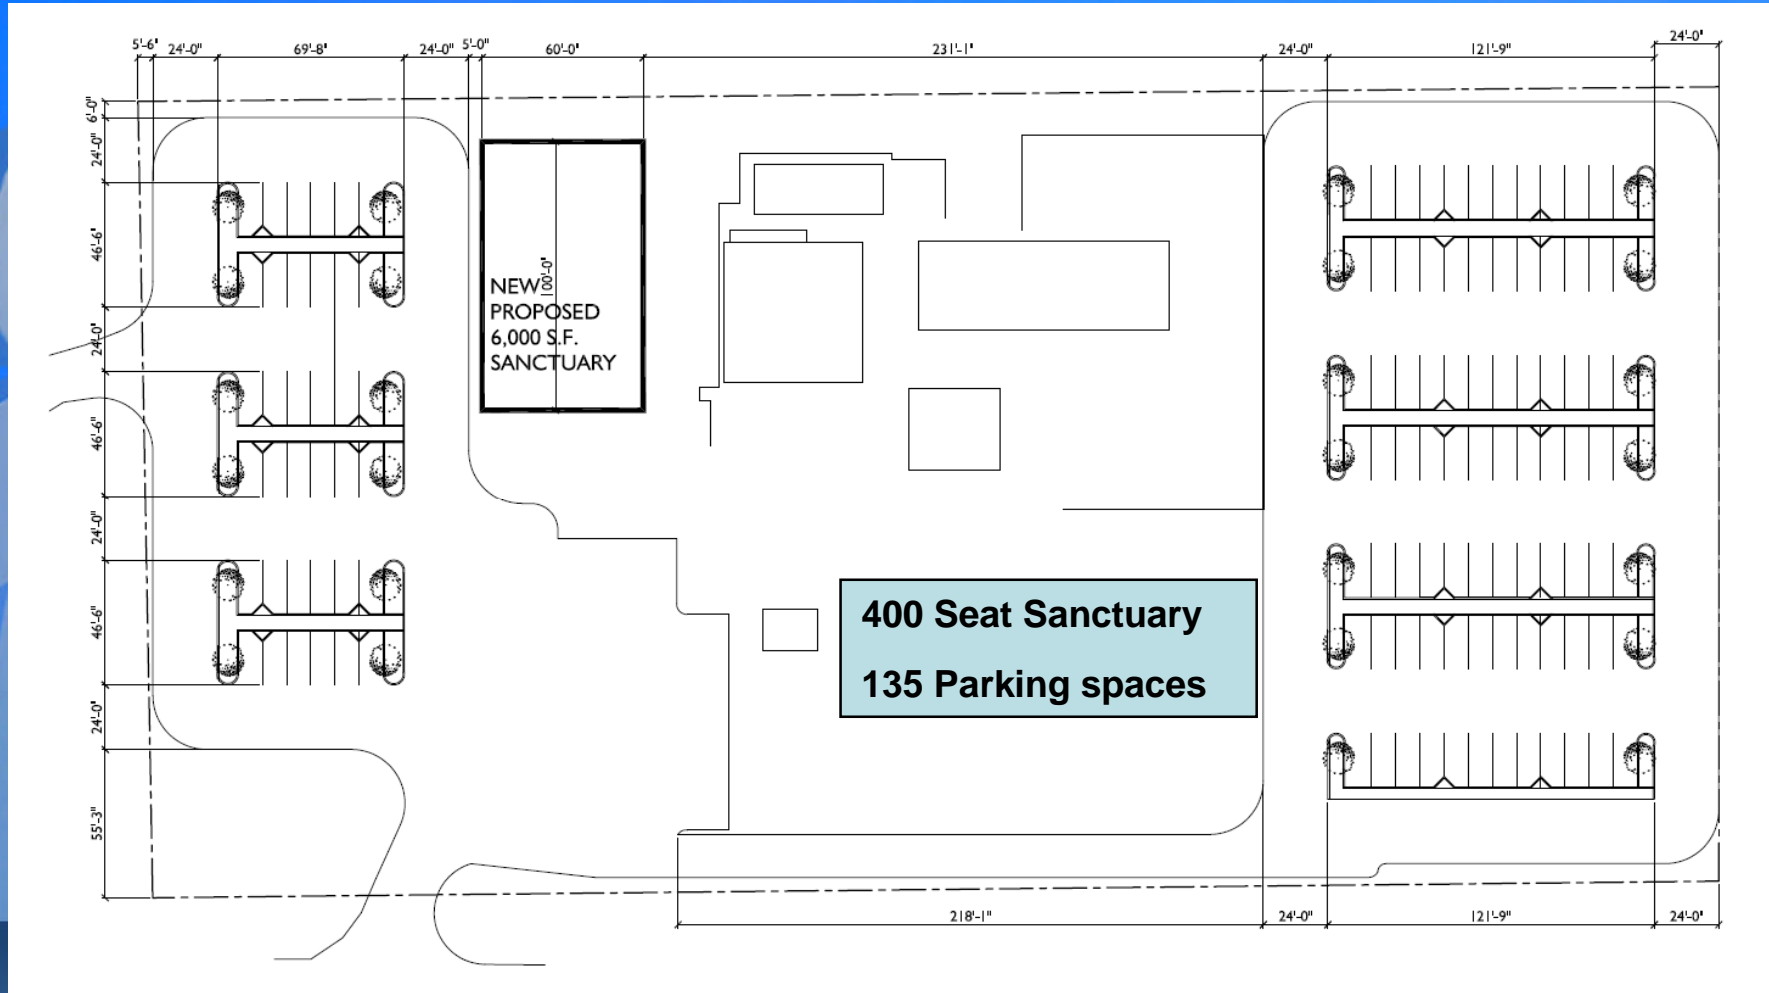 5'-6" 24'-0" 69'-8" 24'-0" 5'-0" 60'-0" 231'-1" 24'-0" 121'-9" 24'-0"
6'-0"
24'-0"
46'-6"
24'-0"
46'-6"
24'-0"
46'-6"
24'-0"
55'-3"
100'-0"
NEW
PROPOSED
6,000 S.F.
SANCTUARY
400 Seat Sanctuary
135 Parking spaces
218'-1" 24'-0" 121'-9" 24'-0"